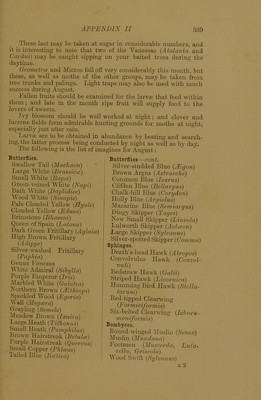 APPENDIX II 339
These last may be taken at sugar in considerable numbers, and
it is interesting to note that two of the Vanessas (Atalanta and
Cardui) may be caught sipping on your baited trees during the
daytime.
Geometræ and Micros fall off very considerably this month, but
these, as well as moths of the other groups, may be taken from
tree trunks and palings. Light traps may also be used with much
success during August.
Fallen fruits should be examined for the larvæ that feed within
them; and late in the month ripe fruit will supply food to the
lovers of sweets.
Ivy blossom should be well worked at night; and clover and
lucerne fields form admirable hunting grounds for moths at night,
especially just after rain.
Larvæ are to be obtained in abundance by beating and search-
ing, the latter process being conducted by night as well as by day.
The following is the list of imagines for August:
Butterflies.
Swallow Tail (Machaon)
Large White (Brassicæ)
Small White (Rapæ)
Green-veined White (Napi)
Bath White (Daplidice)
Wood White (Sinapis)
Pale Clouded Yellow (Hyale)
Clouded Yellow (Edusa)
Brimstone (Rhamni)
Queen of Spain (Latona)
Dark Green Fritillary (Aglaia)
High Brown Fritillary
(Adippe)
Silver-washed Fritillary
(Paphia)
Genus Vanessa
White Admiral (Sibylla)
Purple Emperor (Iris)
Marbled White (Galatea)
Northern Brown (Æthiops)
Speckled Wood (Egeria)
Wall (Megæra)
Grayling (Semele)
Meadow Brown (Janira)
Large Heath (Tithonus)
Small Heath (Pamphilus)
Brown Hairstreak (Betulæ)
Purple Hairstreak (Quercus)
Small Copper (Phlæas)
Tailed Blue (Bœtica)
Butterflies—cont.
Silver-studded Blue (Ægon)
Brown Argus (Astrarche)
Common Blue (Icarus)
Clifden Blue (Bellargus)
Chalk-hill Blue (Corydon)
Holly Blue (Argiolus)
Mazarine Blue (Semiargus)
Dingy Skipper (Tages)
New Small Skipper (Lineola)
Lulworth Skipper (Actæon)
Large Skipper (Sylvanus)
Silver-spotted Skipper (Comma)
Sphinges.
Death's-head Hawk (Atropos)
Convolvulus Hawk (Convol-
vuli)
Bedstraw Hawk (Galii)
Striped Hawk (Livornica)
Humming Bird Hawk (Stella-
tarum)
Red-tipped Clearwing
(Formiciformis)
Six-belted Clearwing (Ichneu-
moniformis)
Bombyces.
Round-winged Muslin (Senex)
Muslin (Mundana)
Footmen (Muscerda, Luta-
rella, Griseola)
Wood Swift (Sylvinus)
z 2